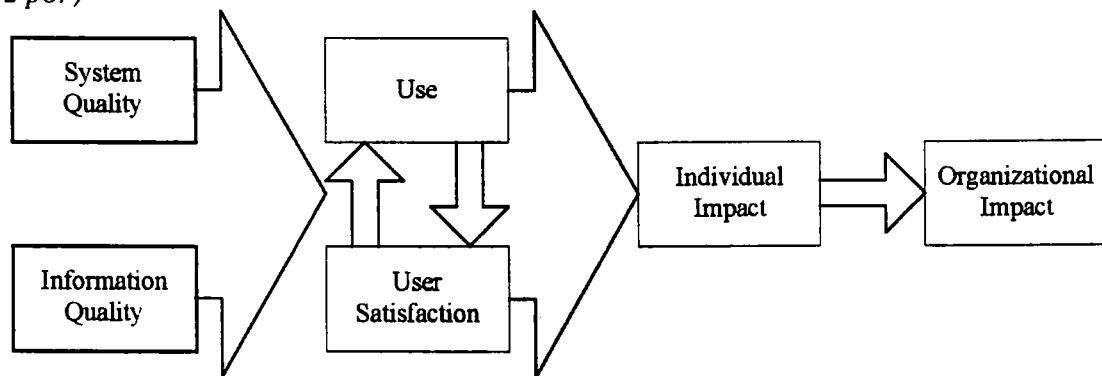 System
Quality
Use
Individual
Impact
Organizational
Impact
Information
Quality
User
Satisfaction